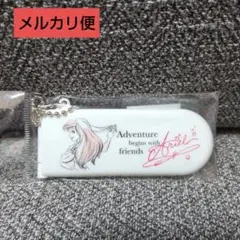 メルカリ便
Adventure
begins with
friends
Ariel